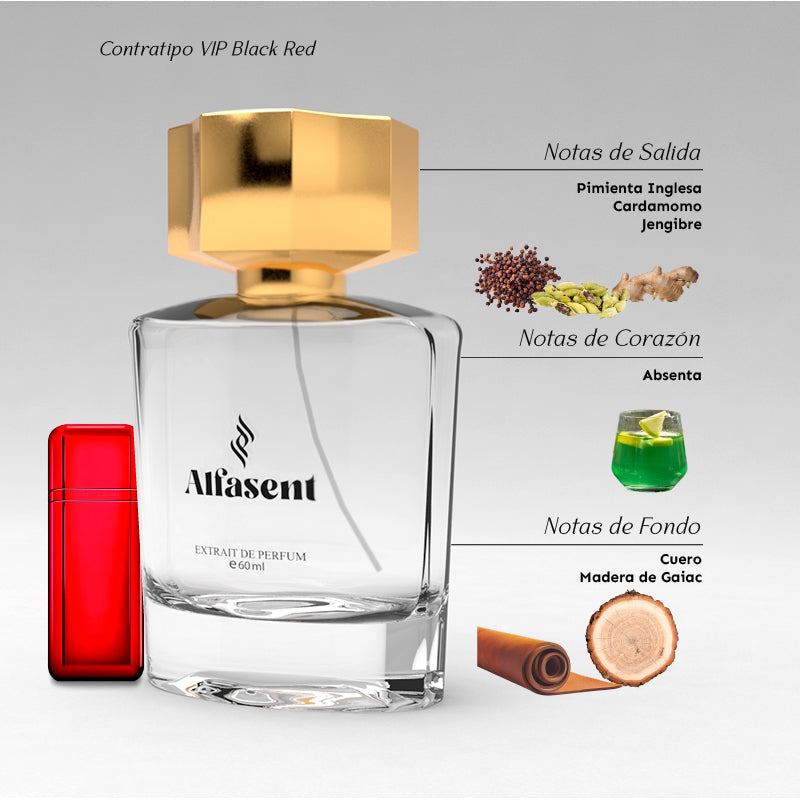 Contratipo VIP Black Red
Notas de Salida
Pimienta Inglesa
Cardamomo
Jengibre
Notas de Corazón
Absenta
Alfasent
EXTRAIT DE PERFUM
℮60ml
Notas de Fondo
Cuero
Madera de Gaiac